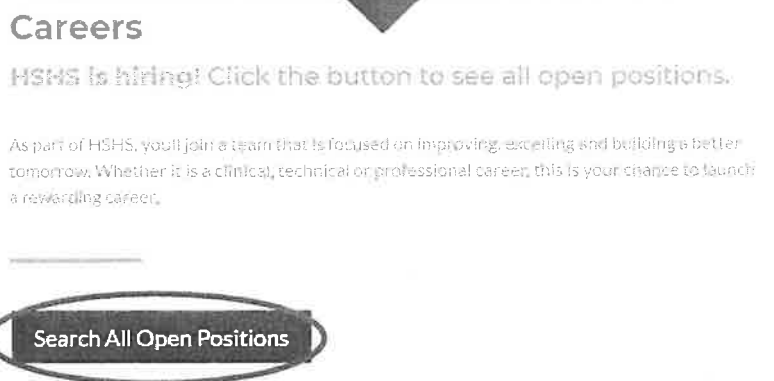 Careers
HSHS is hiring! Click the button to see all open positions.
As part of HSHS, you'll join a team that is focused on improving, excelling and building a better
tomorrow. Whether it is a clinical, technical or professional career, this is your chance to launch
a rewarding career.
Search All Open Positions